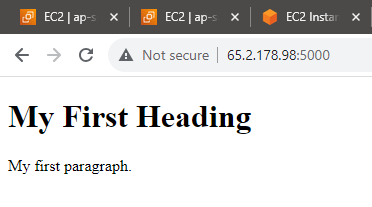 EC2 | ap-s
EC2 | ap-s
EC2 Instan
Not secure | 65.2.178.98:5000
My First Heading
My first paragraph.